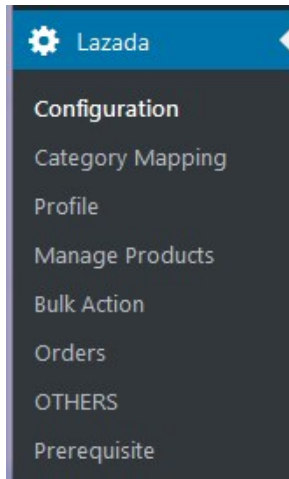 Lazada
Configuration
Category Mapping
Profile
Manage Products
Bulk Action
Orders
OTHERS
Prerequisite